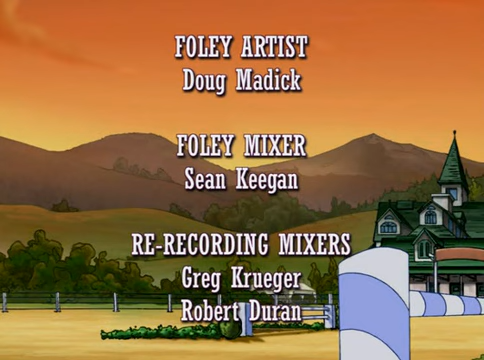 FOLEY ARTIST
Doug Madick
FOLEY MIXER
Sean Keegan
RE-RECORDING MIXERS
Greg Krueger
Robert Duran